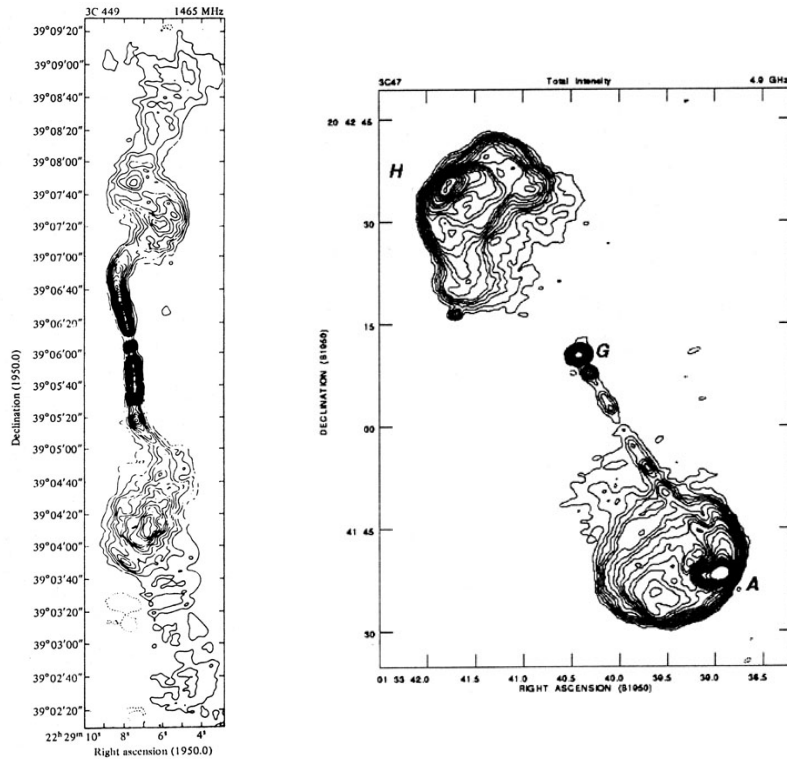 3C 449 1465 MHz
39°09'20"
39°09'00"
39°08'40"
39°08'20"
39°08'00"
39°07'40"
39°07'20"
39°07'00"
39°06'40"
39°06'20"
39°06'00"
39°05'40"
39°05'20"
39°05'00"
39°04'40"
39°04'20"
39°04'00"
39°03'40"
39°03'20"
39°03'00"
39°02'40"
39°02'20"
Declination (1950.0)
22ʰ 29ᵐ 10ˢ 8ˢ 6ˢ 4ˢ
Right ascension (1950.0)
3C47 Total Intensity 4.9 GHz
20 42 45
H
30
15
G
00
41 45
A
30
DECLINATION (B1950)
01 33 42.0 41.5 41.0 40.5 40.0 39.5 39.0 38.5
RIGHT ASCENSION (B1950)